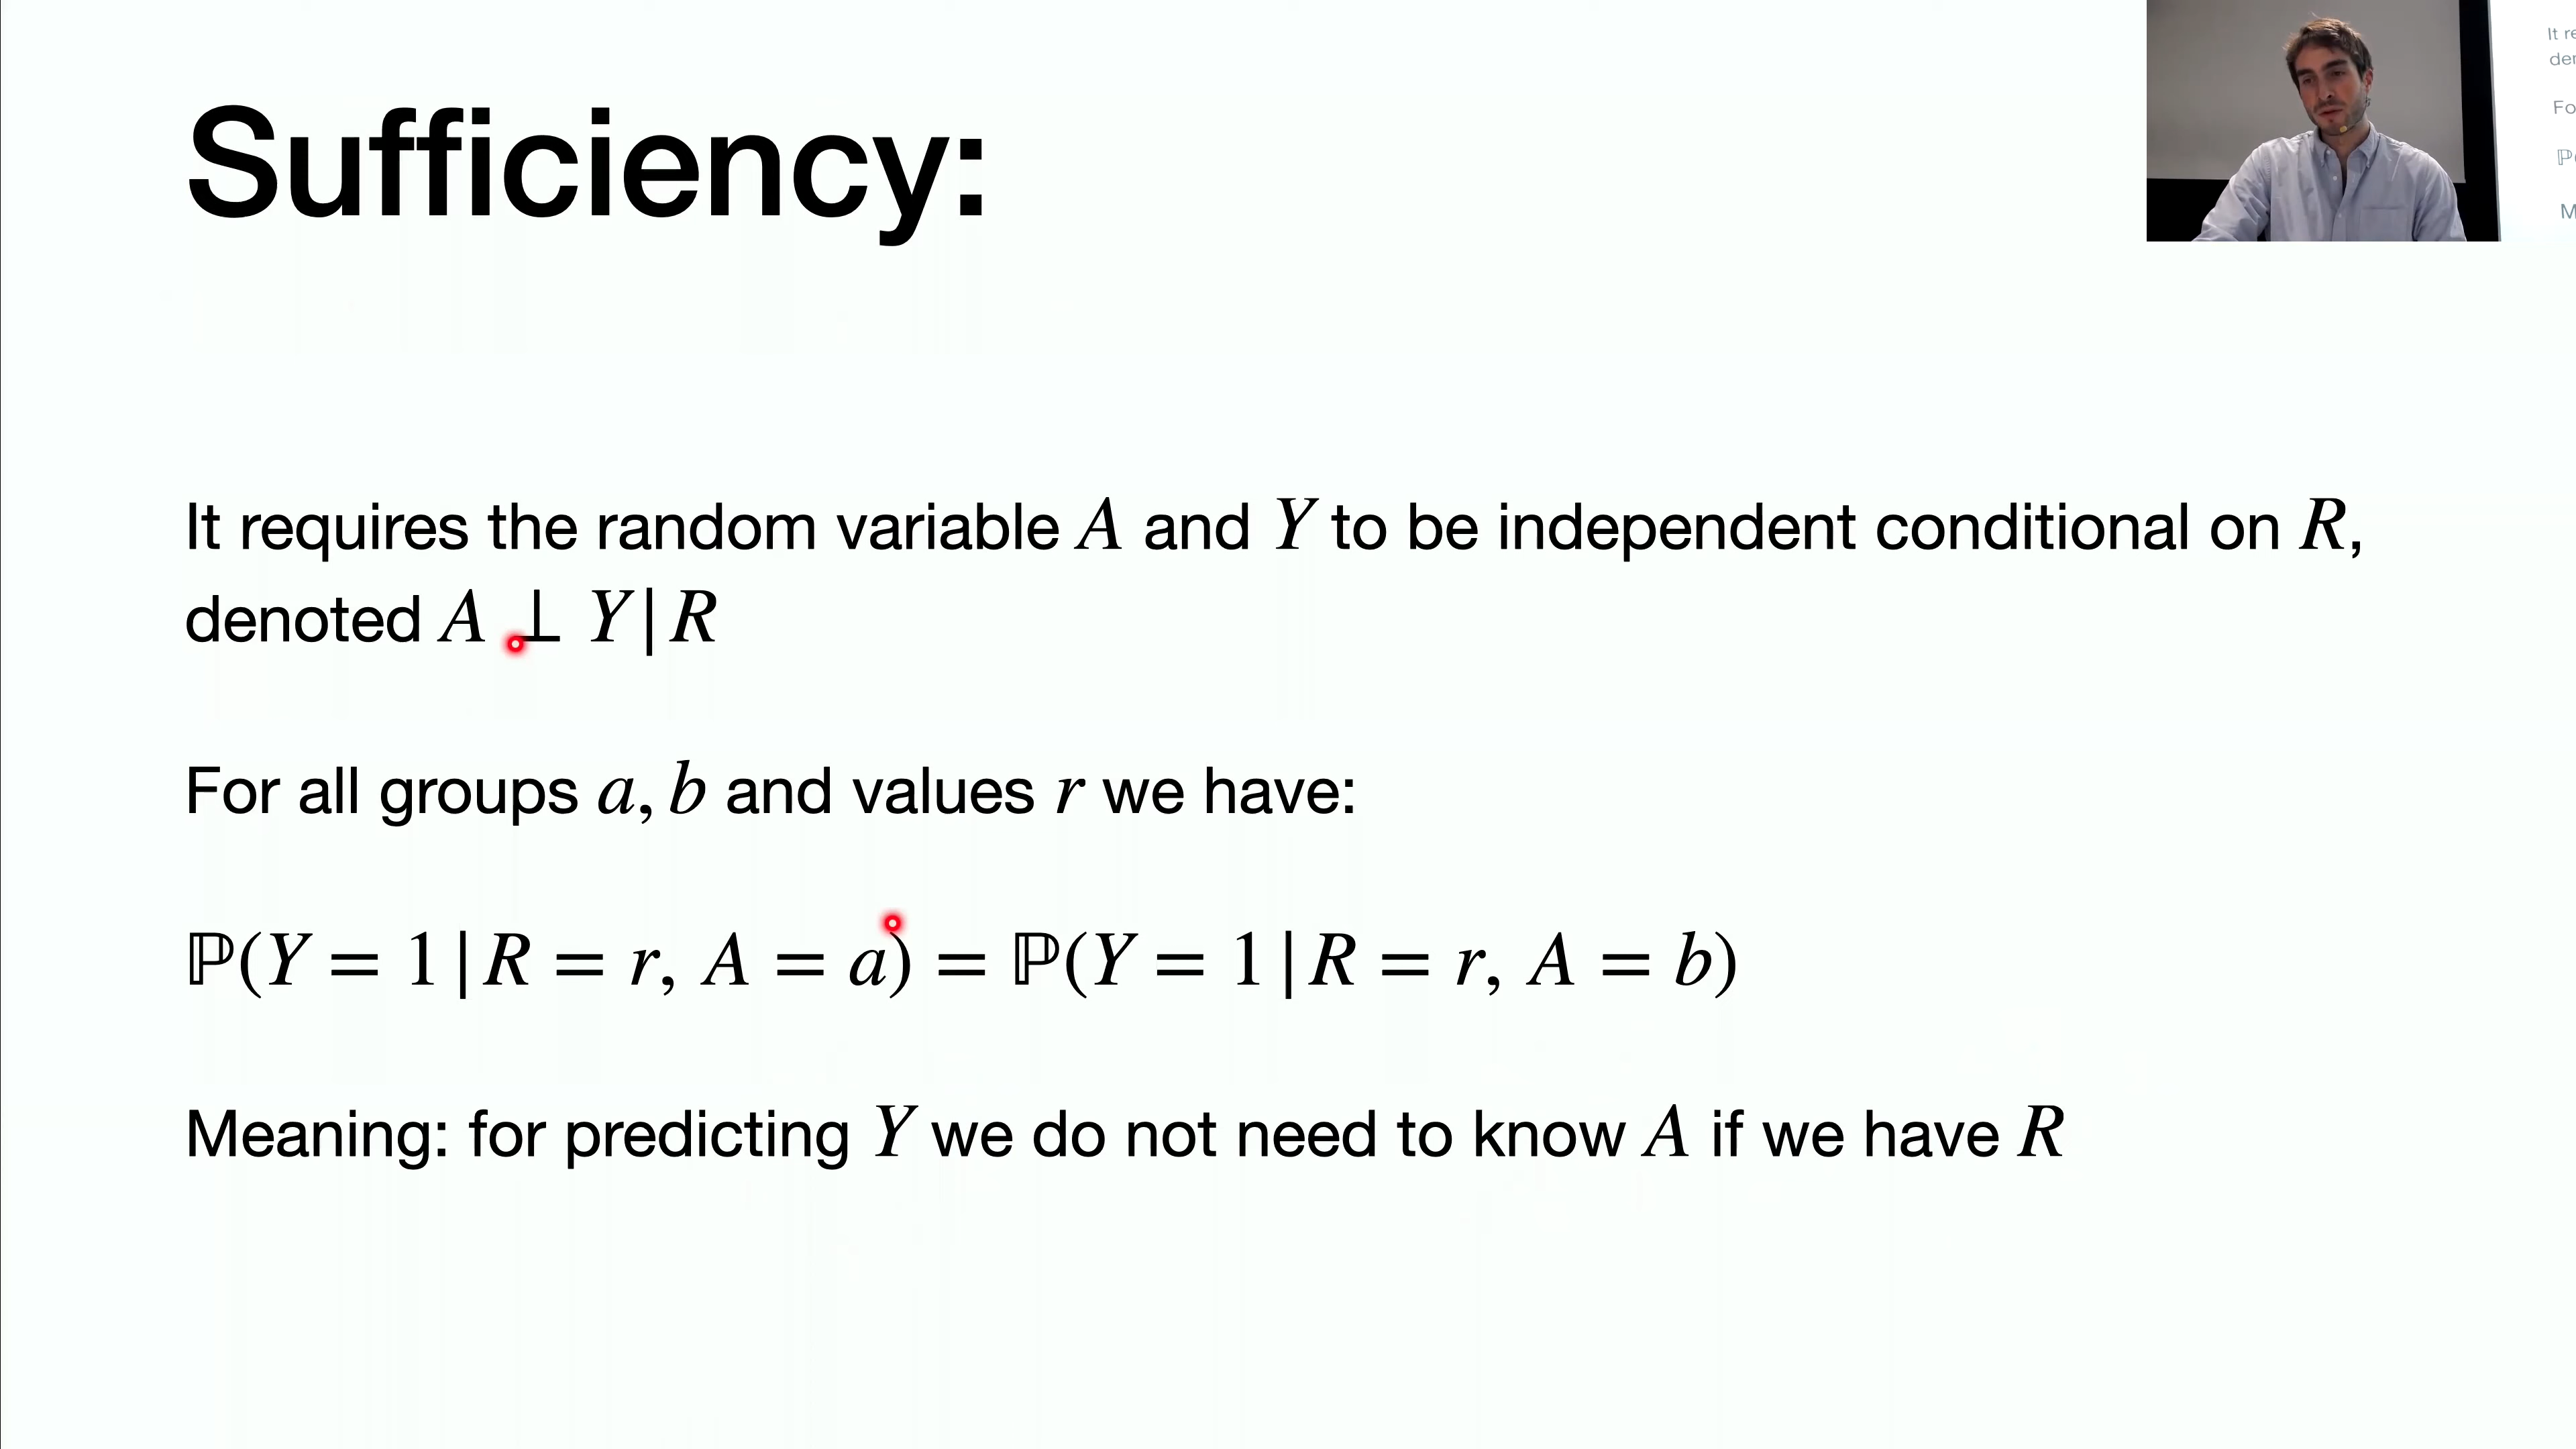 Sufficiency:
It requires the random variable A and Y to be independent conditional on R,
denoted A ⊥ Y | R
For all groups a, b and values r we have:
ℙ(Y = 1 | R = r, A = a) = ℙ(Y = 1 | R = r, A = b)
Meaning: for predicting Y we do not need to know A if we have R